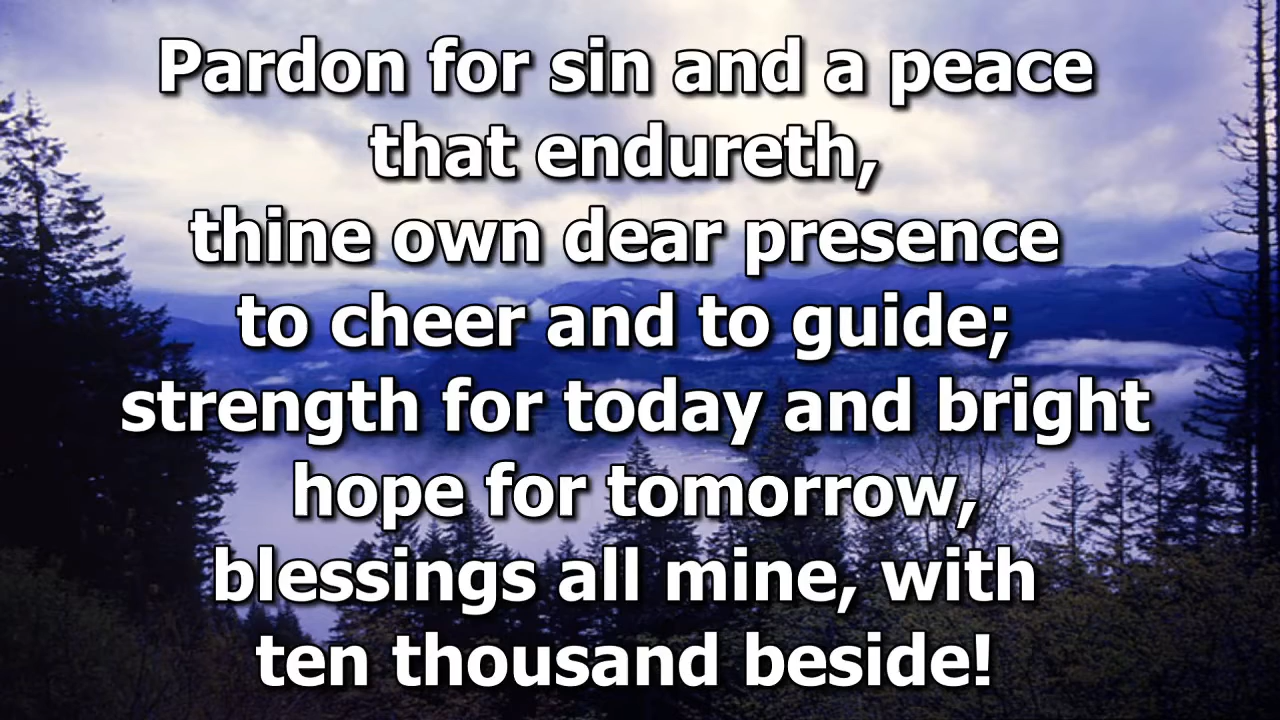 Pardon for sin and a peace
that endureth,
thine own dear presence
to cheer and to guide;
strength for today and bright
hope for tomorrow,
blessings all mine, with
ten thousand beside!